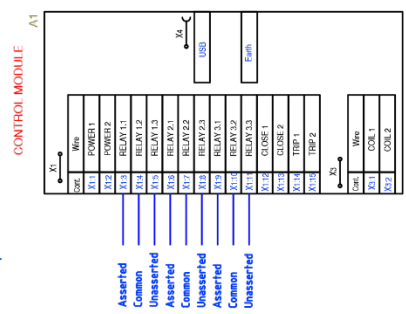 CONTROL MODULE
A1
X4
USB
Earth
X1
Cont. Wire
X1:1 POWER 1
X1:2 POWER 2
Asserted X1:3 RELAY 1.1
Common X1:4 RELAY 1.2
Unasserted X1:5 RELAY 1.3
Asserted X1:6 RELAY 2.1
Common X1:7 RELAY 2.2
Unasserted X1:8 RELAY 2.3
Asserted X1:9 RELAY 3.1
Common X1:10 RELAY 3.2
Unasserted X1:11 RELAY 3.3
X1:12 CLOSE 1
X1:13 CLOSE 2
X1:14 TRIP 1
X1:15 TRIP 2
X3
Cont. Wire
X3:1 COIL 1
X3:2 COIL 2